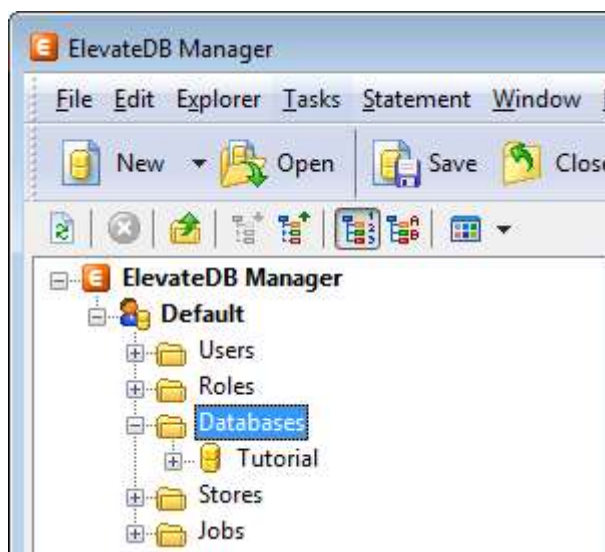 ElevateDB Manager
File Edit Explorer Tasks Statement Window
New Open Save Close
ElevateDB Manager
Default
Users
Roles
Databases
Tutorial
Stores
Jobs